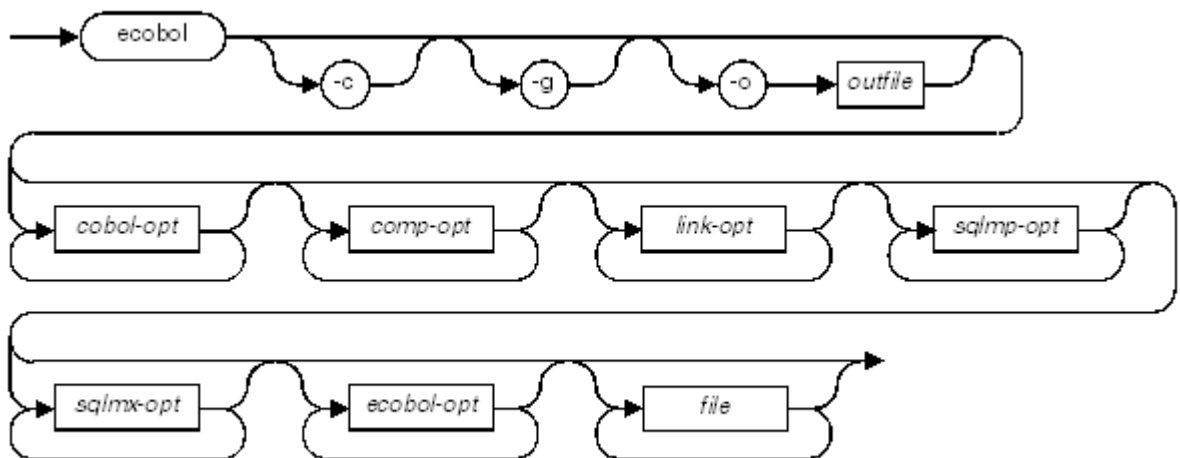 ecobol
-c -g -o outfile
cobol-opt comp-opt link-opt sqlmp-opt
sqlmx-opt ecobol-opt file